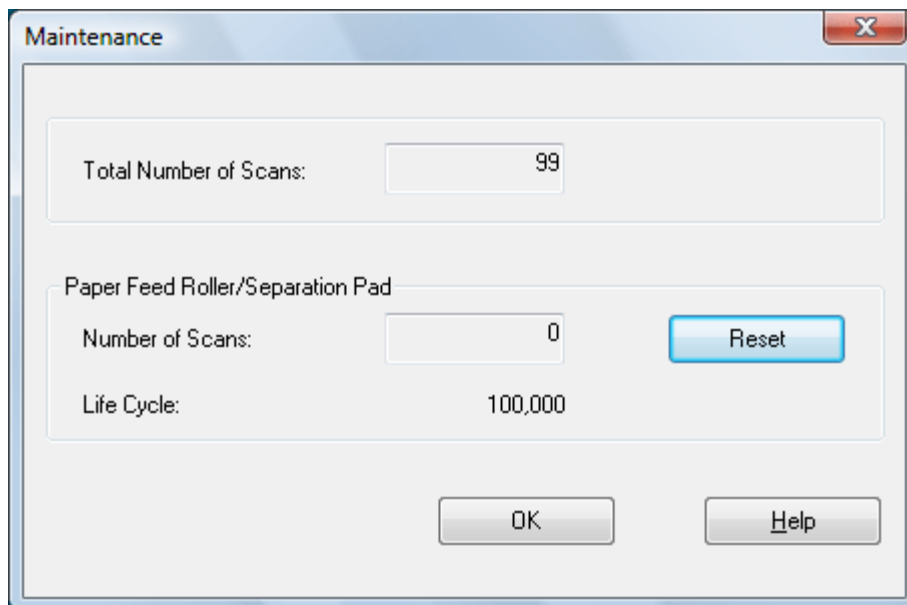 Maintenance
Total Number of Scans: 99
Paper Feed Roller/Separation Pad
Number of Scans: 0 Reset
Life Cycle: 100,000
OK Help